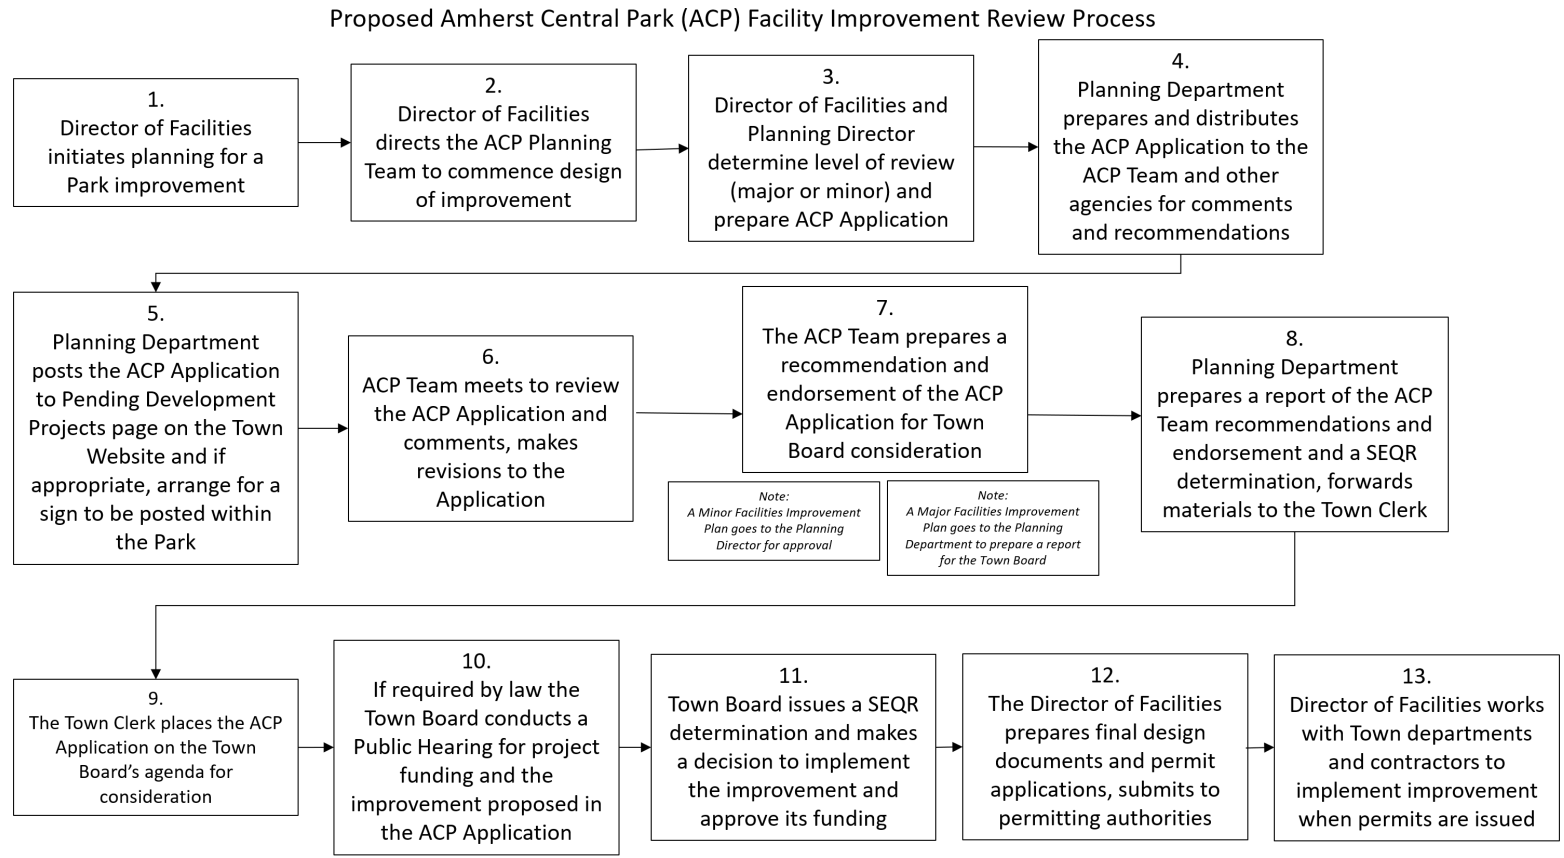 Proposed Amherst Central Park (ACP) Facility Improvement Review Process
1.
Director of Facilities
initiates planning for a
Park improvement
2.
Director of Facilities
directs the ACP Planning
Team to commence design
of improvement
3.
Director of Facilities and
Planning Director
determine level of review
(major or minor) and
prepare ACP Application
4.
Planning Department
prepares and distributes
the ACP Application to the
ACP Team and other
agencies for comments
and recommendations
5.
Planning Department
posts the ACP Application
to Pending Development
Projects page on the Town
Website and if
appropriate, arrange for a
sign to be posted within
the Park
6.
ACP Team meets to review
the ACP Application and
comments, makes
revisions to the
Application
7.
The ACP Team prepares a
recommendation and
endorsement of the ACP
Application for Town
Board consideration
Note:
A Minor Facilities Improvement
Plan goes to the Planning
Director for approval
Note:
A Major Facilities Improvement
Plan goes to the Planning
Department to prepare a report
for the Town Board
8.
Planning Department
prepares a report of the ACP
Team recommendations and
endorsement and a SEQR
determination, forwards
materials to the Town Clerk
9.
The Town Clerk places the ACP
Application on the Town
Board’s agenda for
consideration
10.
If required by law the
Town Board conducts a
Public Hearing for project
funding and the
improvement proposed in
the ACP Application
11.
Town Board issues a SEQR
determination and makes
a decision to implement
the improvement and
approve its funding
12.
The Director of Facilities
prepares final design
documents and permit
applications, submits to
permitting authorities
13.
Director of Facilities works
with Town departments
and contractors to
implement improvement
when permits are issued